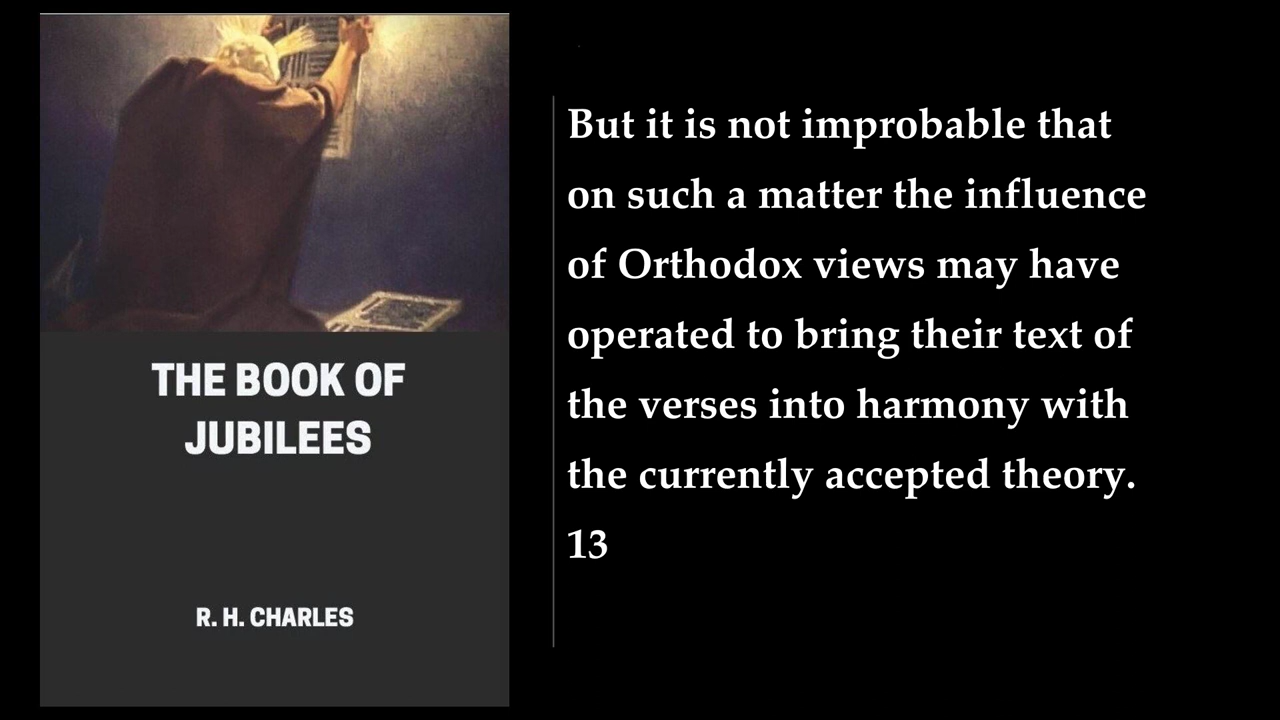 THE BOOK OF
JUBILEES
R. H. CHARLES
But it is not improbable that
on such a matter the influence
of Orthodox views may have
operated to bring their text of
the verses into harmony with
the currently accepted theory.
13